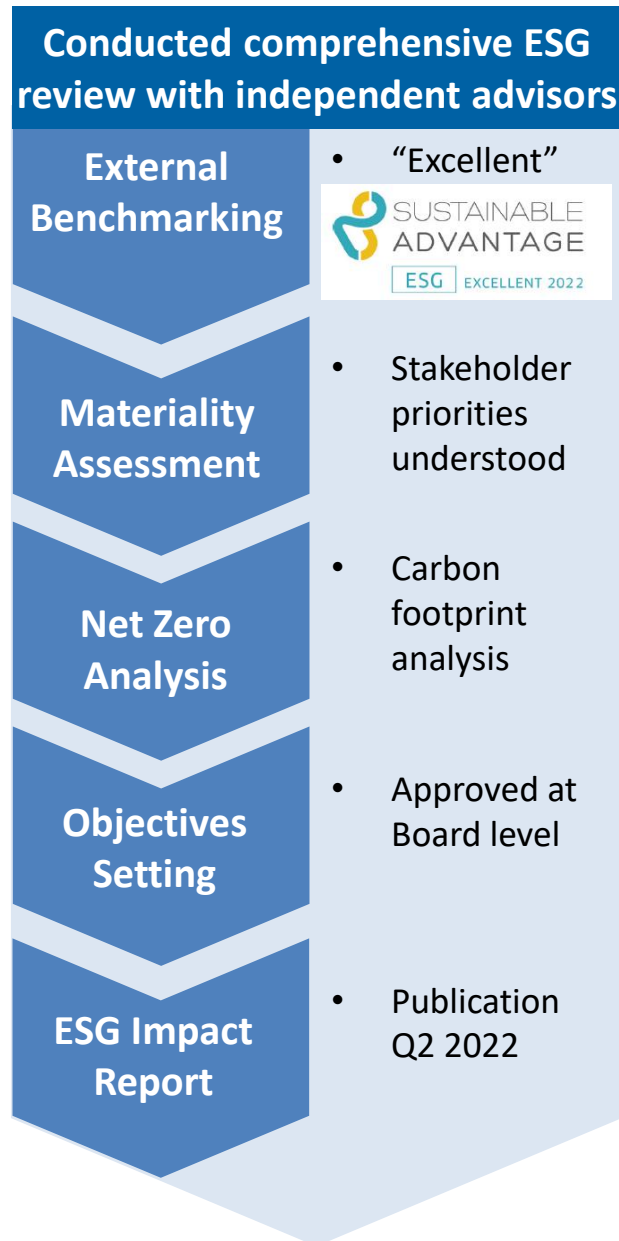 Conducted comprehensive ESG
review with independent advisors
External
Benchmarking
• “Excellent”
SUSTAINABLE
ADVANTAGE
ESG EXCELLENT 2022
Materiality
Assessment
• Stakeholder
priorities
understood
Net Zero
Analysis
• Carbon
footprint
analysis
Objectives
Setting
• Approved at
Board level
ESG Impact
Report
• Publication
Q2 2022